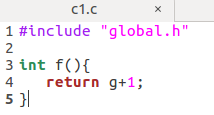 c1.c ×
1 #include "global.h"
2
3 int f(){
4     return g+1;
5 }